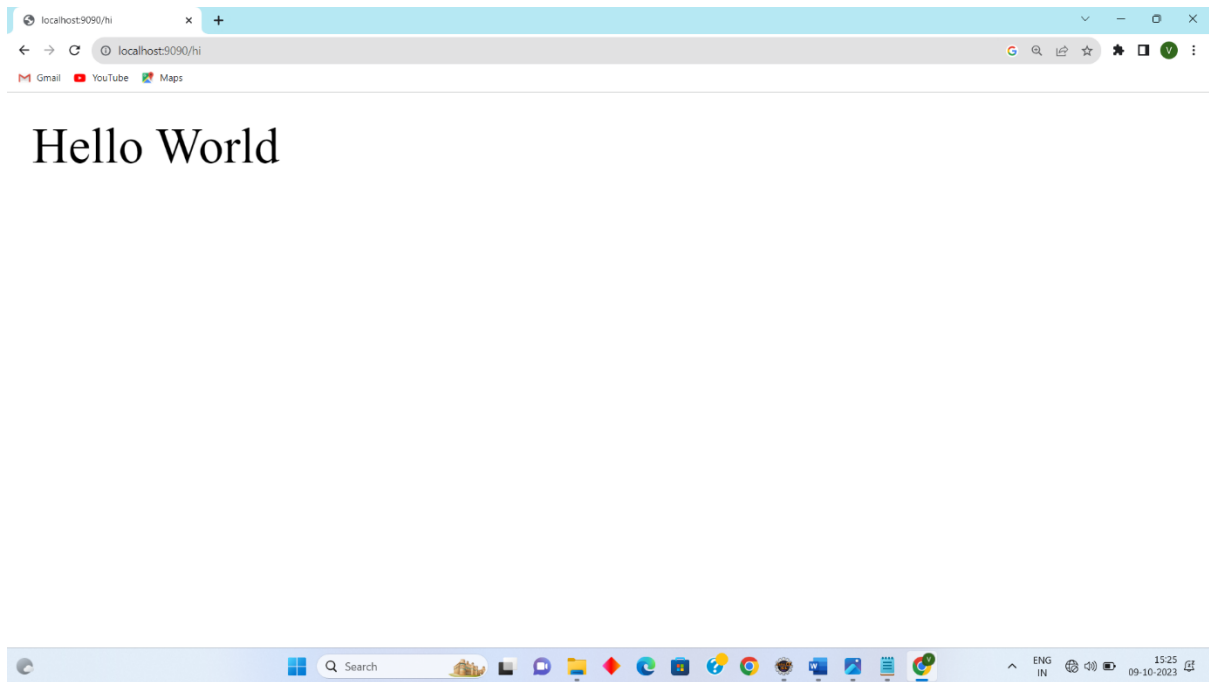 localhost:9090/hi
localhost:9090/hi
Gmail YouTube Maps
Hello World
Search
ENG
IN
15:25
09-10-2023